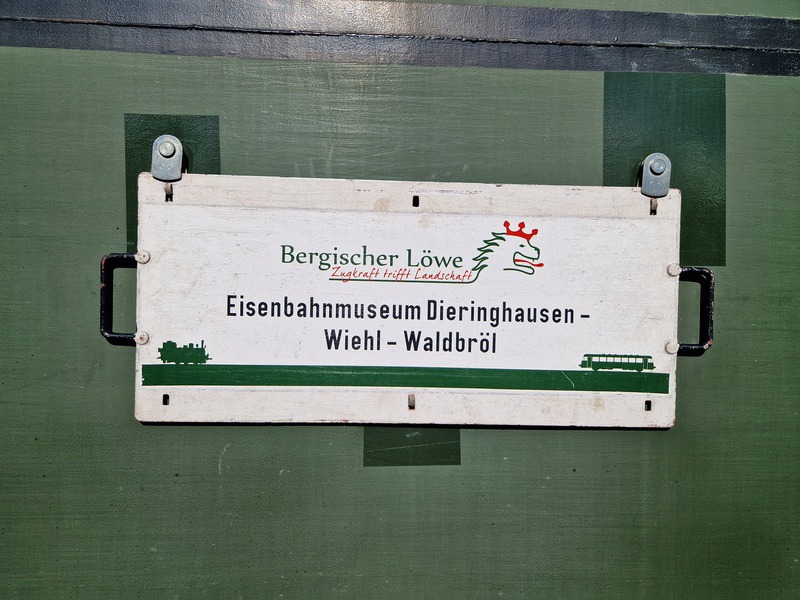 Bergischer Löwe
Zugkraft trifft Landschaft
Eisenbahnmuseum Dieringhausen -
Wiehl - Waldbröl